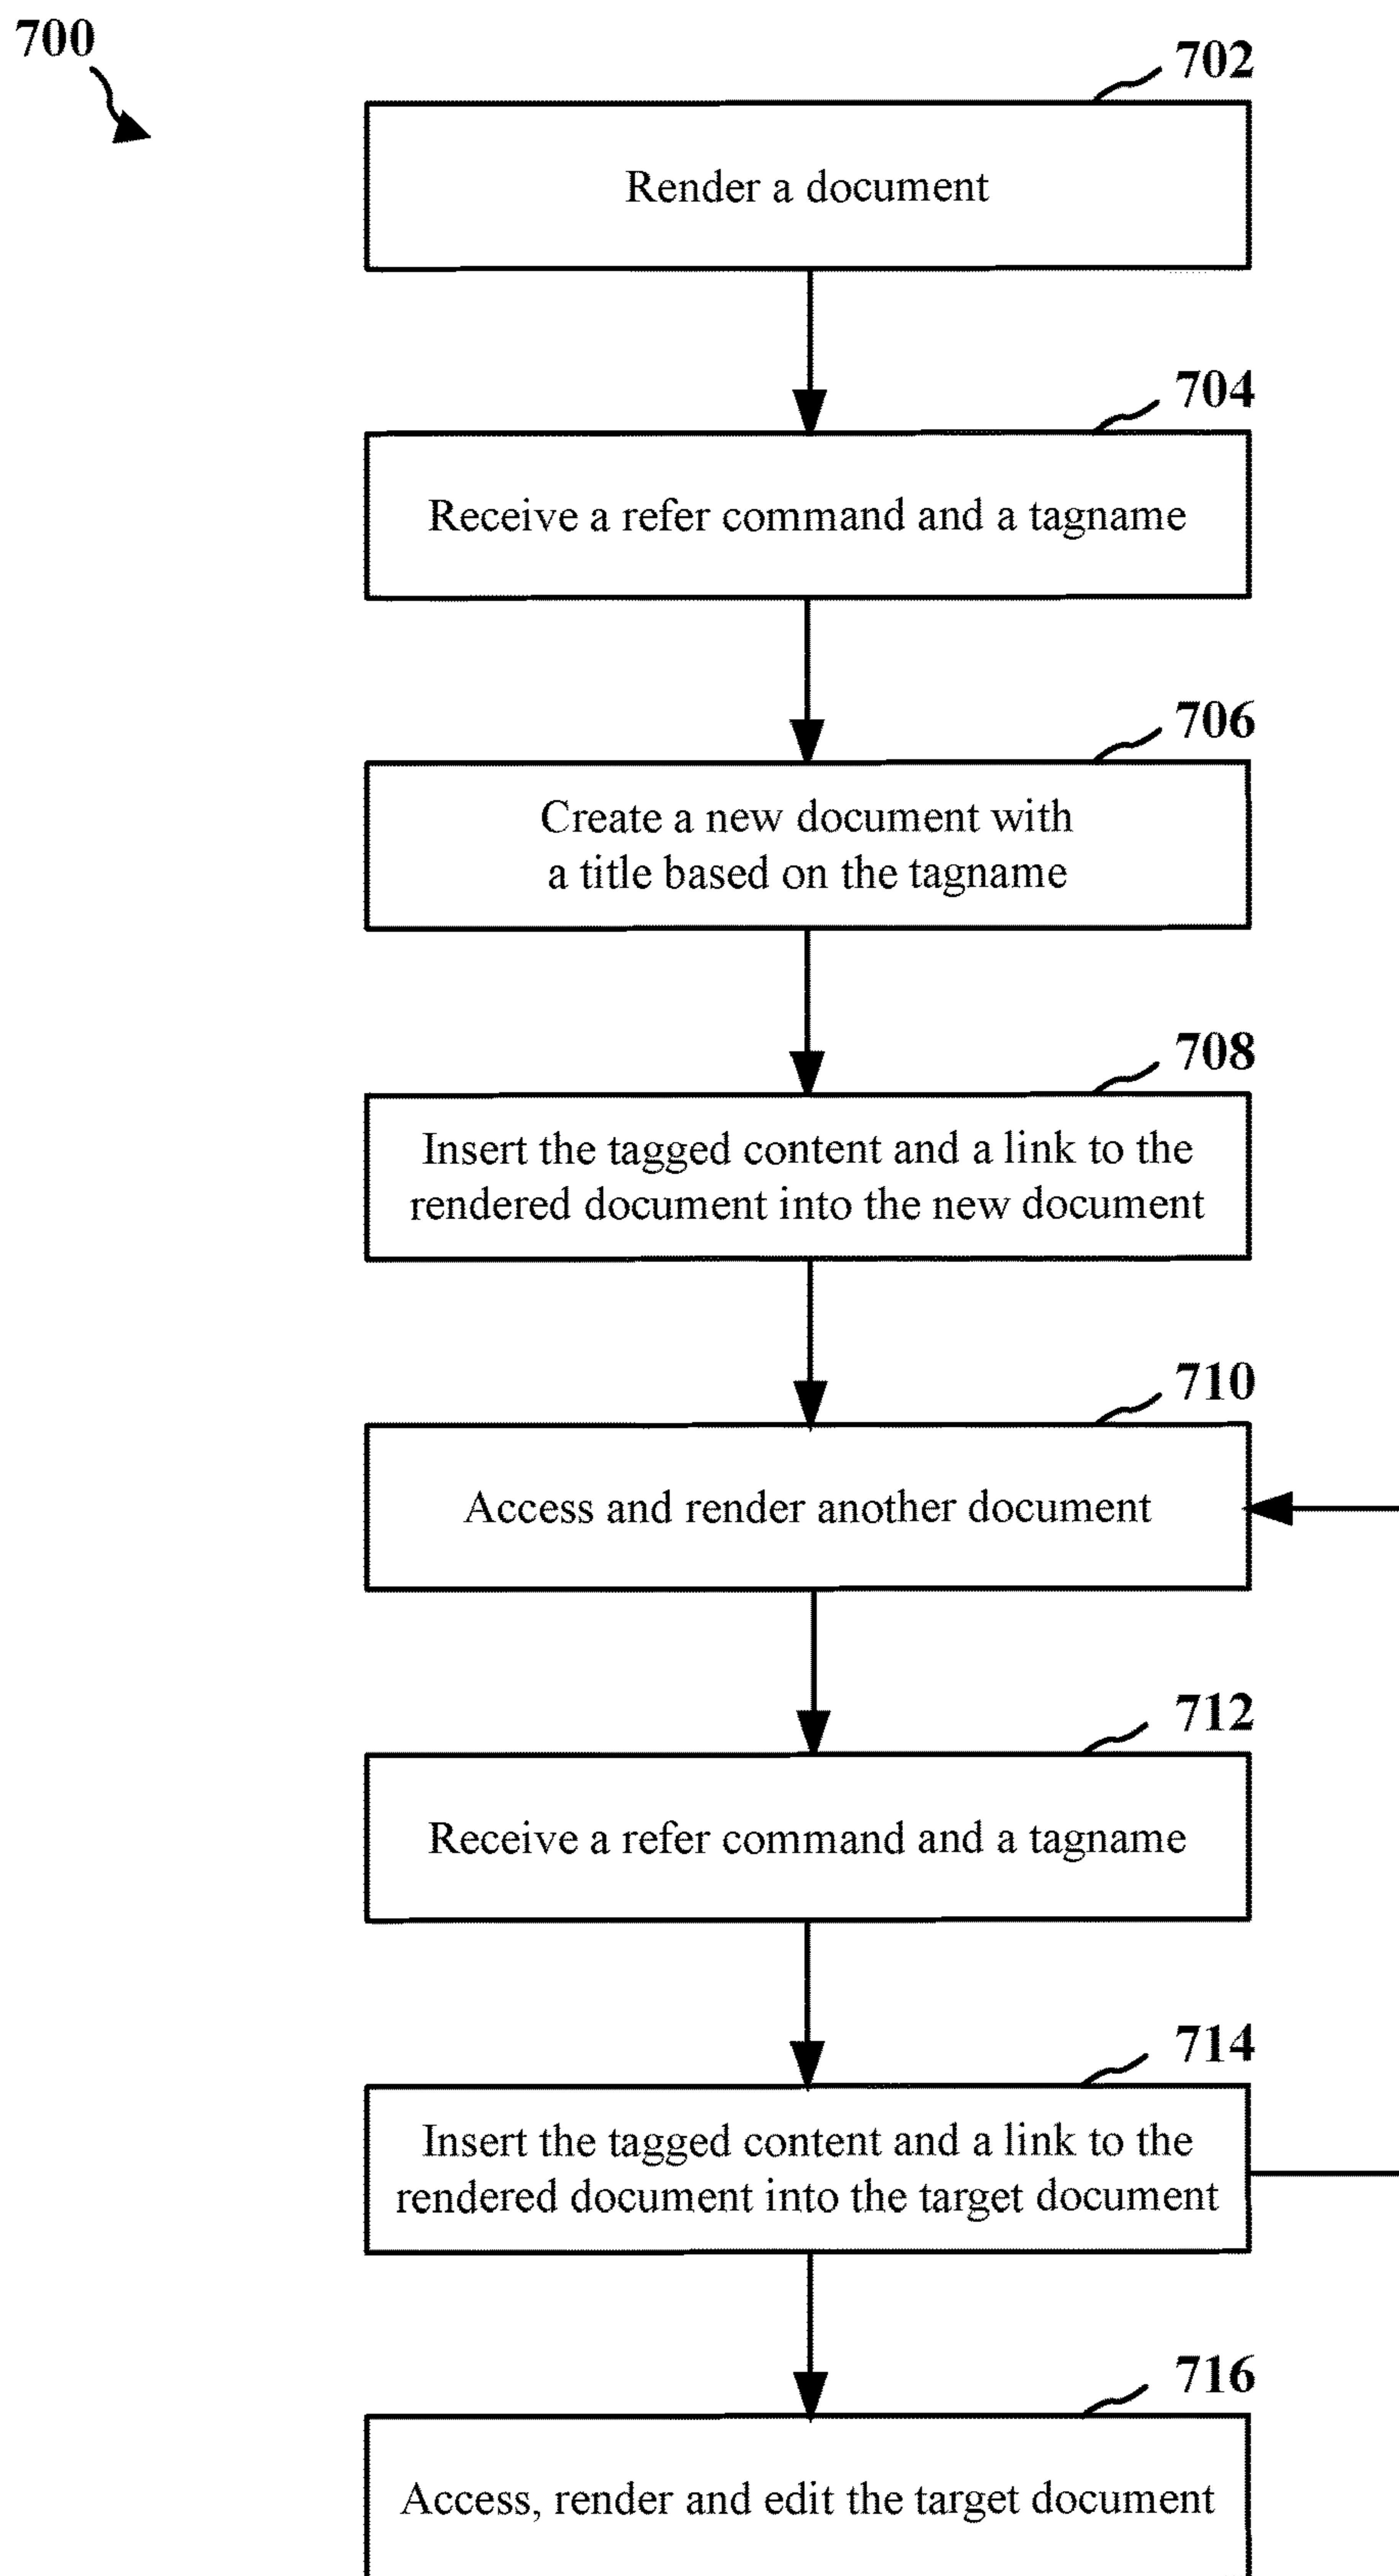 700
702
Render a document
704
Receive a refer command and a tagname
706
Create a new document with
a title based on the tagname
708
Insert the tagged content and a link to the
rendered document into the new document
710
Access and render another document
712
Receive a refer command and a tagname
714
Insert the tagged content and a link to the
rendered document into the target document
716
Access, render and edit the target document